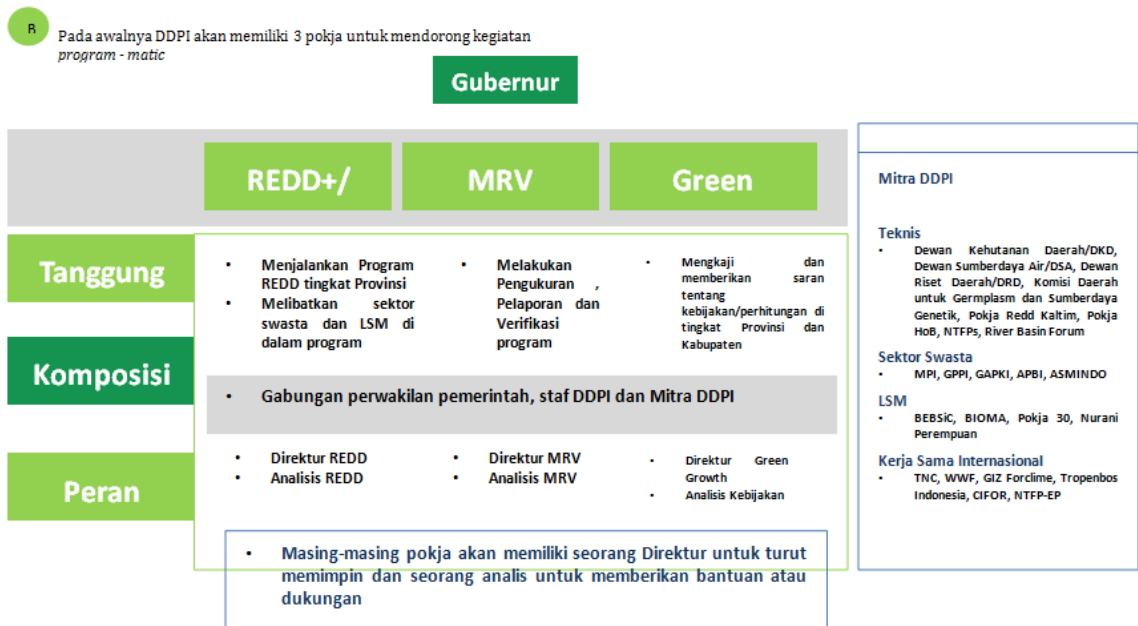 B
Pada awalnya DDPI akan memiliki 3 pokja untuk mendorong kegiatan
program - matic
Gubernur
REDD+/
MRV
Green
Tanggung
• Menjalankan Program
REDD tingkat Provinsi
• Melibatkan sektor
swasta dan LSM di
dalam program
• Melakukan
Pengukuran ,
Pelaporan dan
Verifikasi
program
• Mengkaji dan
memberikan saran
tentang
kebijakan/perhitungan di
tingkat Provinsi dan
Kabupaten
Komposisi
• Gabungan perwakilan pemerintah, staf DDPI dan Mitra DDPI
Peran
• Direktur REDD
• Analisis REDD
• Direktur MRV
• Analisis MRV
• Direktur Green
Growth
• Analisis Kebijakan
• Masing-masing pokja akan memiliki seorang Direktur untuk turut
memimpin dan seorang analis untuk memberikan bantuan atau
dukungan
Mitra DDPI
Teknis
• Dewan Kehutanan Daerah/DKD,
Dewan Sumberdaya Air/DSA, Dewan
Riset Daerah/DRD, Komisi Daerah
untuk Germplasm dan Sumberdaya
Genetik, Pokja Redd Kaltim, Pokja
HoB, NTFPs, River Basin Forum
Sektor Swasta
• MPI, GPPI, GAPKI, APBI, ASMINDO
LSM
• BEBSiC, BIOMA, Pokja 30, Nurani
Perempuan
Kerja Sama Internasional
• TNC, WWF, GIZ Forclime, Tropenbos
Indonesia, CIFOR, NTFP-EP